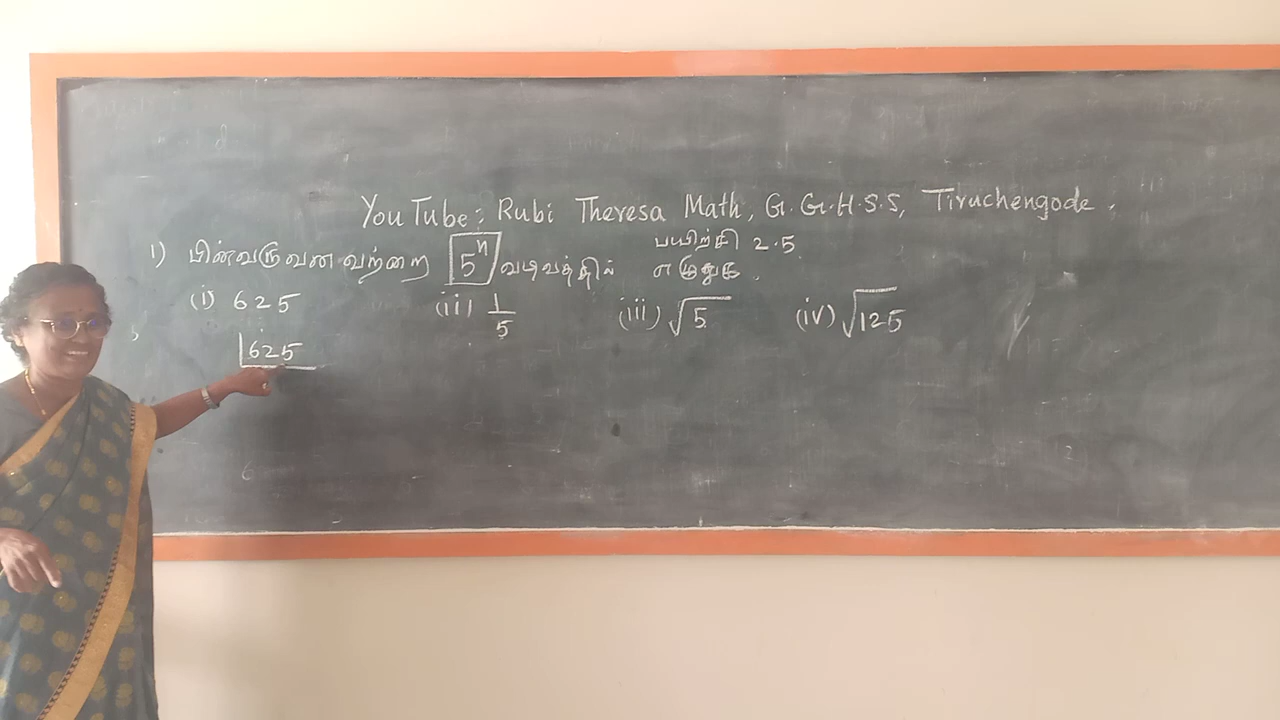 YouTube: Rubi Theresa Math, G.G.H.S.S, Tiruchengode.
பயிற்சி 2.5
1) பின்வருவனவற்றை 5ⁿ வடிவத்தில் எழுதுக.
(i) 625 (ii) 1/5 (iii) √5 (iv) √125
625